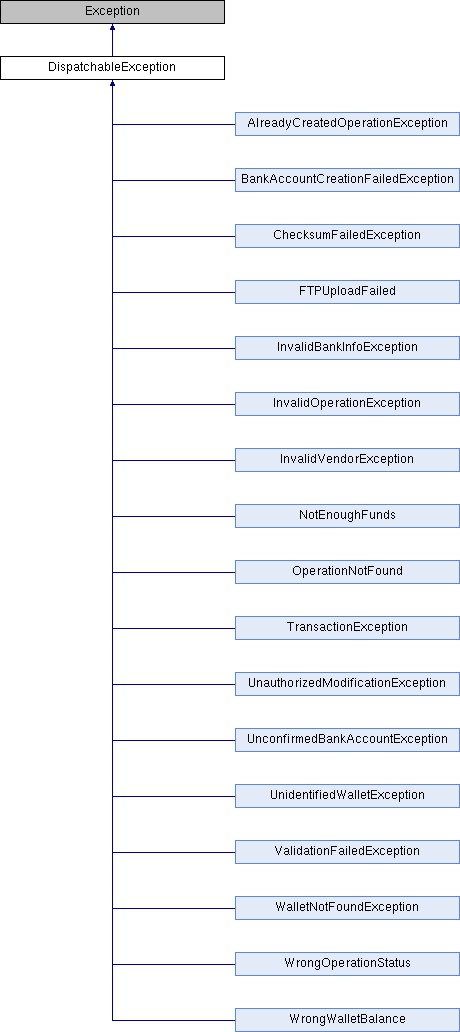 Exception
DispatchableException
AlreadyCreatedOperationException
BankAccountCreationFailedException
ChecksumFailedException
FTPUploadFailed
InvalidBankInfoException
InvalidOperationException
InvalidVendorException
NotEnoughFunds
OperationNotFound
TransactionException
UnauthorizedModificationException
UnconfirmedBankAccountException
UnidentifiedWalletException
ValidationFailedException
WalletNotFoundException
WrongOperationStatus
WrongWalletBalance